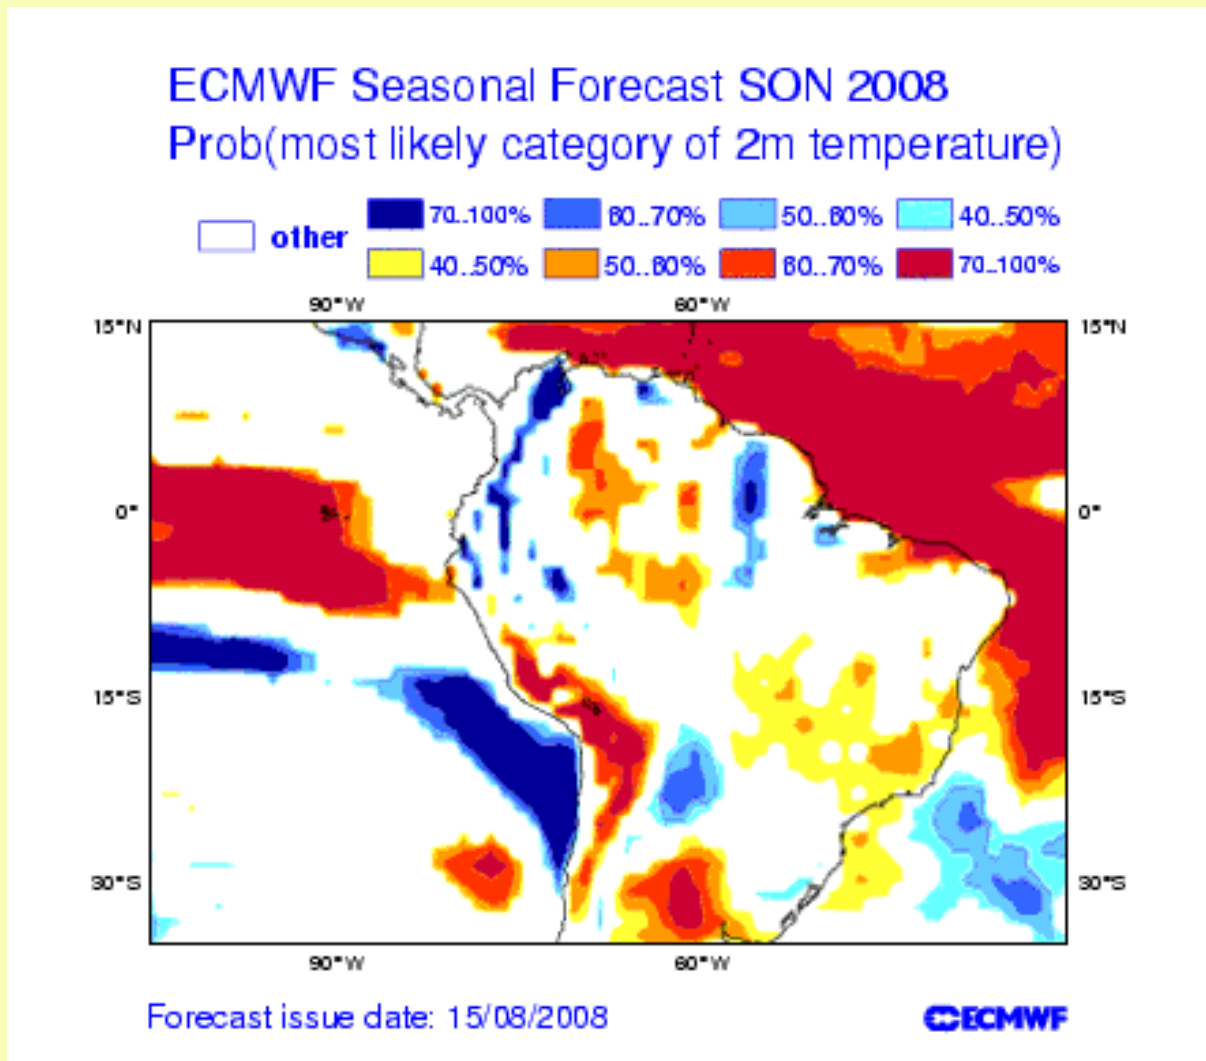 ECMWF Seasonal Forecast SON 2008
Prob(most likely category of 2m temperature)
other
70..100% 60..70% 50..60% 40..50%
40..50% 50..60% 60..70% 70..100%
90°W 60°W
15°N 15°N
0° 0°
15°S 15°S
30°S 30°S
90°W 60°W
Forecast issue date: 15/08/2008
ECMWF